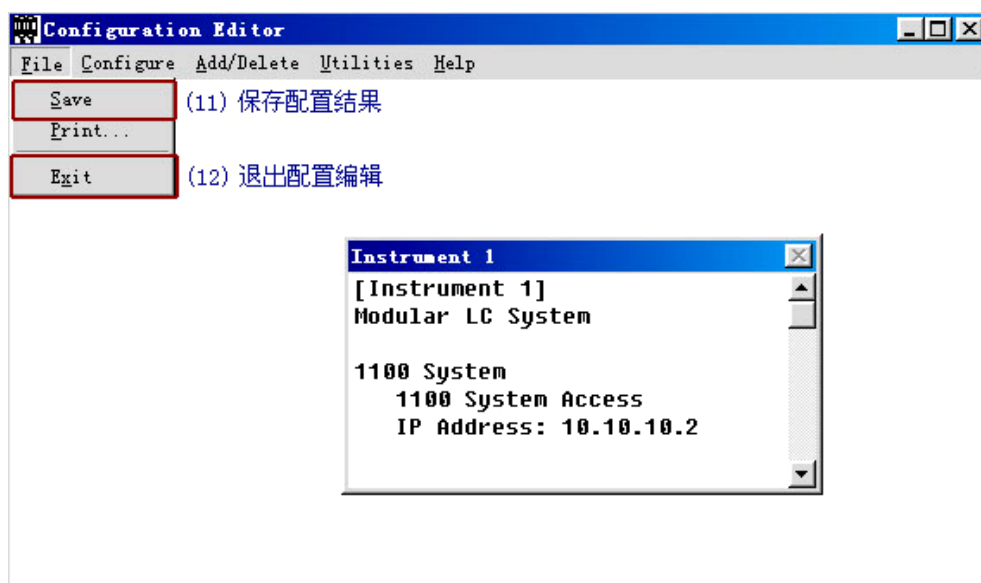 Configuration Editor
File Configure Add/Delete Utilities Help
Save (11) 保存配置结果
Print...
Exit (12) 退出配置编辑
Instrument 1
[Instrument 1]
Modular LC System
1100 System
1100 System Access
IP Address: 10.10.10.2